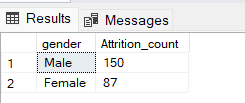 Results Messages
gender Attrition_count
1 Male 150
2 Female 87